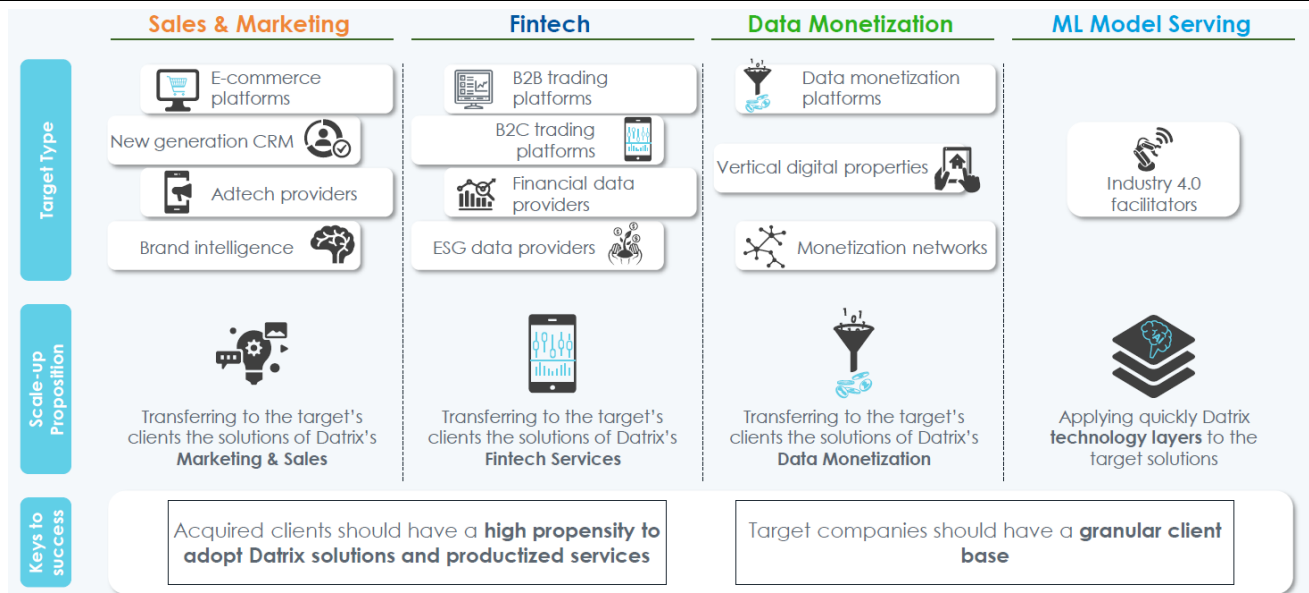 Sales & Marketing
Fintech
Data Monetization
ML Model Serving
Target Type
E-commerce
platforms
New generation CRM
Adtech providers
Brand intelligence
B2B trading
platforms
B2C trading
platforms
Financial data
providers
ESG data providers
Data monetization
platforms
Vertical digital properties
Monetization networks
Industry 4.0
facilitators
Scale-up
Proposition
Transferring to the target's
clients the solutions of Datrix's
Marketing & Sales
Transferring to the target's
clients the solutions of Datrix's
Fintech Services
101
Transferring to the target's
clients the solutions of Datrix's
Data Monetization
AI
Applying quickly Datrix
technology layers to the
target solutions
Keys to
success
Acquired clients should have a high propensity to
adopt Datrix solutions and productized services
Target companies should have a granular client
base